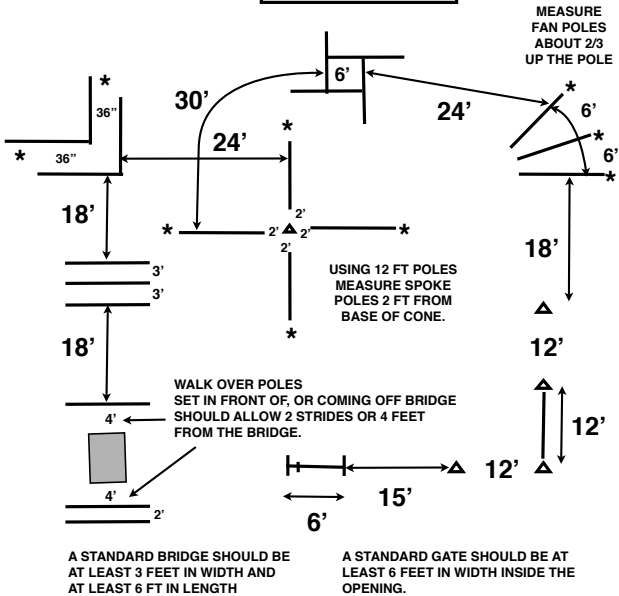 MEASURE
FAN POLES
ABOUT 2/3
UP THE POLE
*
6’
*
36”
30’
24’
*
6’
*
*
36”
24’
*
6’
*
18’
2’
*
2’
2’
*
2’
18’
3’
3’
USING 12 FT POLES
MEASURE SPOKE
POLES 2 FT FROM
BASE OF CONE.
*
18’
12’
WALK OVER POLES
SET IN FRONT OF, OR COMING OFF BRIDGE
SHOULD ALLOW 2 STRIDES OR 4 FEET
FROM THE BRIDGE.
4’
12’
4’
2’
15’
12’
6’
A STANDARD BRIDGE SHOULD BE
AT LEAST 3 FEET IN WIDTH AND
AT LEAST 6 FT IN LENGTH
A STANDARD GATE SHOULD BE AT
LEAST 6 FEET IN WIDTH INSIDE THE
OPENING.